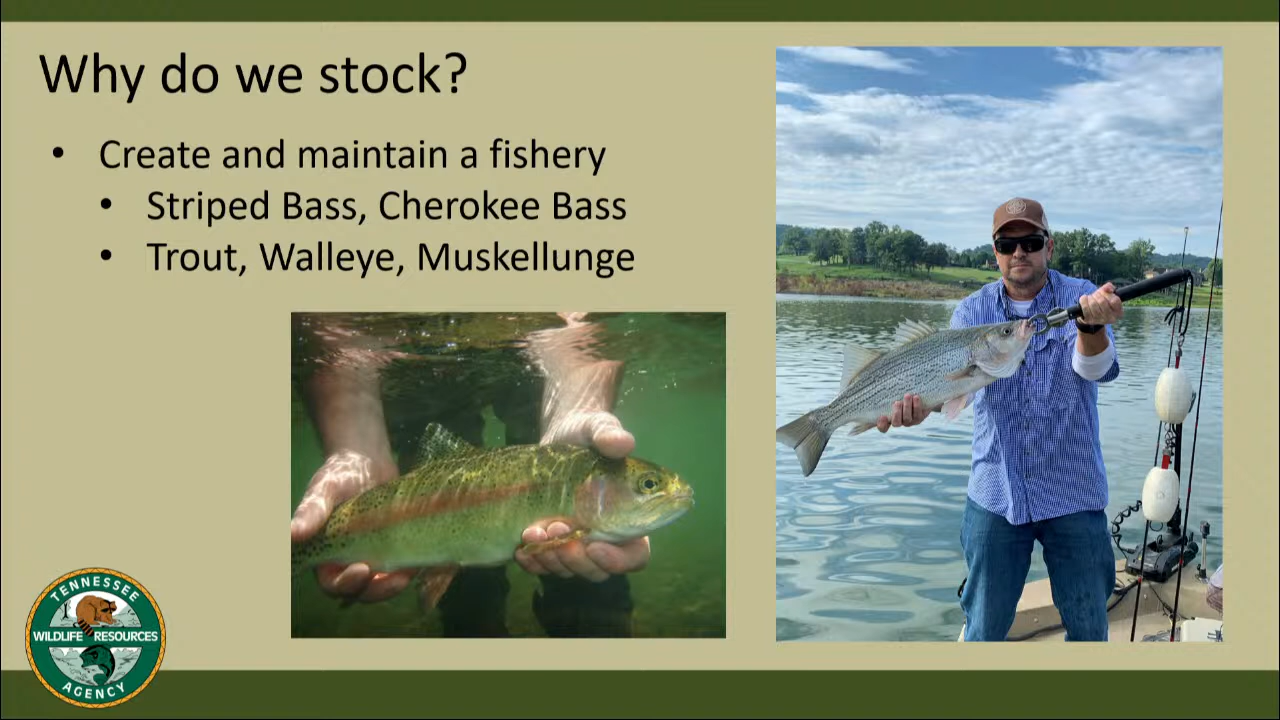 Why do we stock?
• Create and maintain a fishery
• Striped Bass, Cherokee Bass
• Trout, Walleye, Muskellunge
TENNESSEE
WILDLIFE RESOURCES
AGENCY